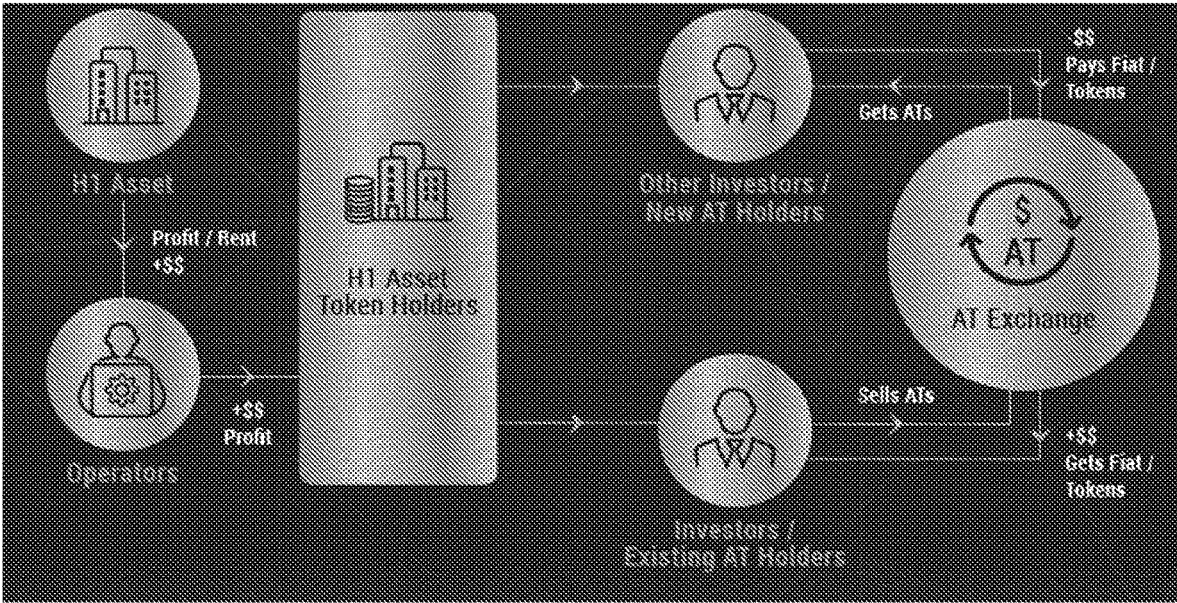 H1 Asset
Profit / Rent
+$$
Operators
+$$
Profit
H1 Asset
Token Holders
Other Investors /
New AT Holders
Gets ATs
-$$
Pays Fiat /
Tokens
$
AT
AT Exchange
Sells ATs
+$$
Gets Fiat /
Tokens
Investors /
Existing AT Holders